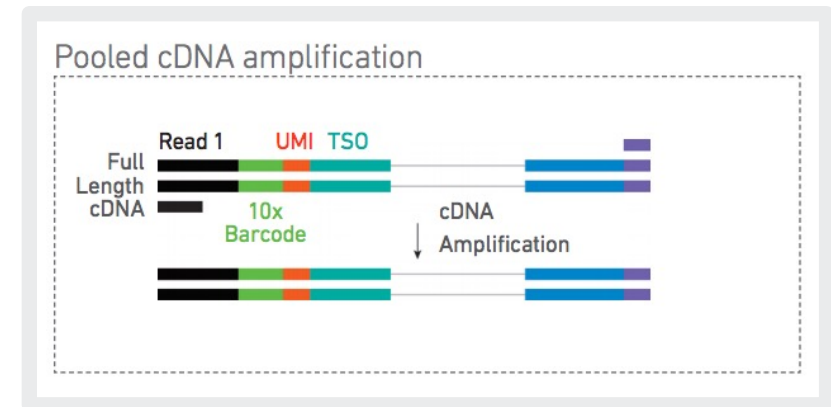 Pooled cDNA amplification
Read 1 UMI TSO
Full
Length
cDNA
10x
Barcode
cDNA
Amplification